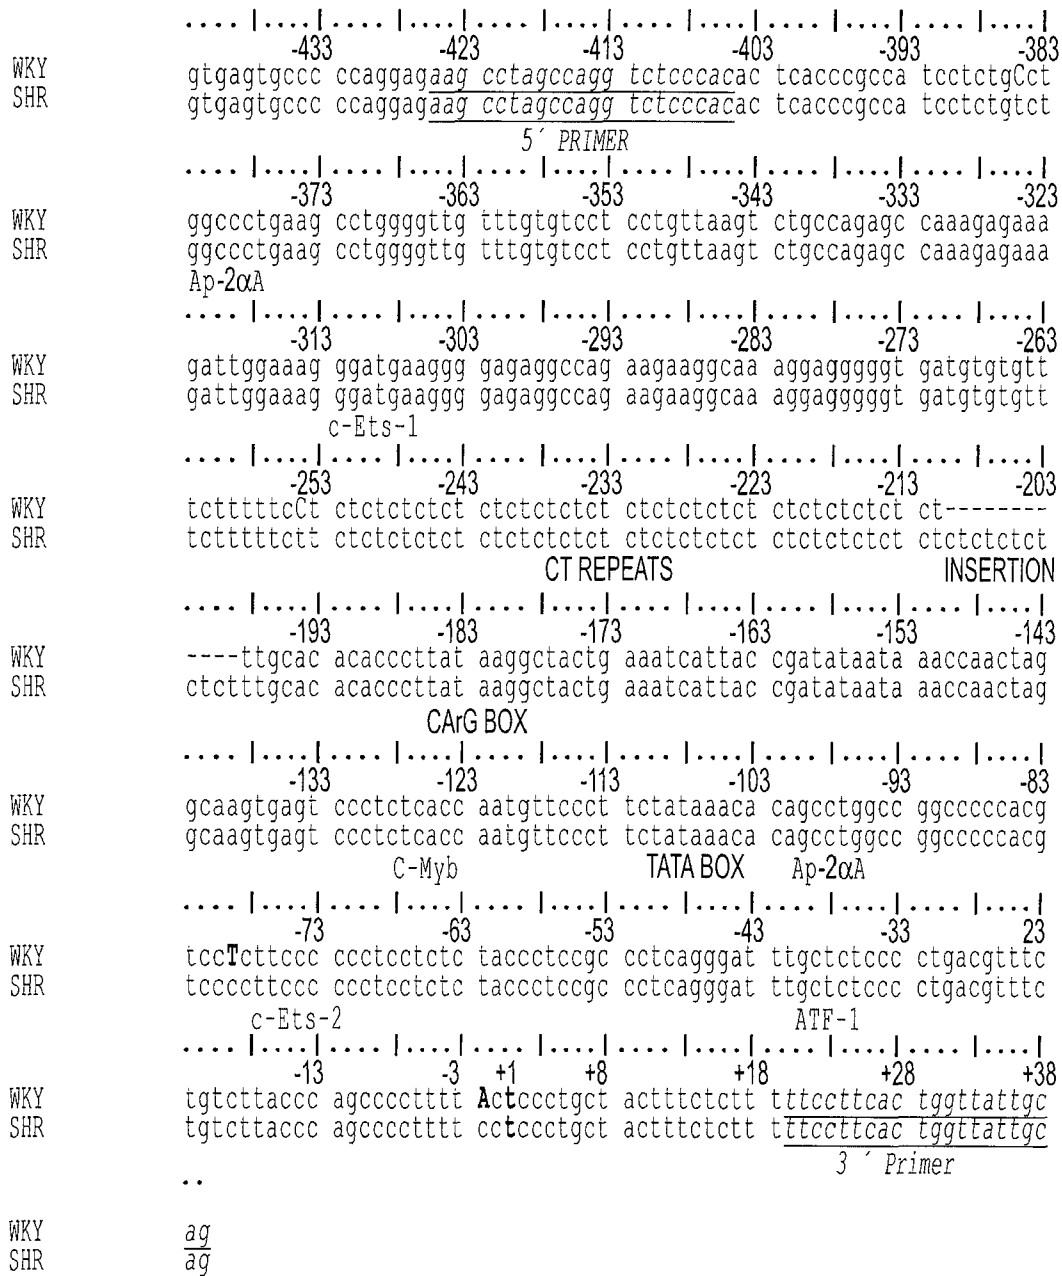 .... |....|.... |....|.... |....|.... |....|.... |....|.... |....|
-433 -423 -413 -403 -393 -383
WKY gtgagtgccc ccaggagaag cctagccagg tctcccacac tcacccgcca tcctctgCct
SHR gtgagtgccc ccaggagaag cctagccagg tctcccacac tcacccgcca tcctctgtct
5´ PRIMER
.... |....|.... |....|.... |....|.... |....|.... |....|.... |....|
-373 -363 -353 -343 -333 -323
WKY ggccctgaag cctggggttg tttgtgtcct cctgttaagt ctgccagagc caaagagaaa
SHR ggccctgaag cctggggttg tttgtgtcct cctgttaagt ctgccagagc caaagagaaa
Ap-2αA
.... |....|.... |....|.... |....|.... |....|.... |....|.... |....|
-313 -303 -293 -283 -273 -263
WKY gattggaaag ggatgaaggg gagaggccag aagaaggcaa aggagggggt gatgtgtgtt
SHR gattggaaag ggatgaaggg gagaggccag aagaaggcaa aggagggggt gatgtgtgtt
c-Ets-1
.... |....|.... |....|.... |....|.... |....|.... |....|.... |....|
-253 -243 -233 -223 -213 -203
WKY tctttttcCt ctctctctct ctctctctct ctctctctct ctctctctct ct--------
SHR tctttttctt ctctctctct ctctctctct ctctctctct ctctctctct ctctctctct
CT REPEATS INSERTION
.... |....|.... |....|.... |....|.... |....|.... |....|.... |....|
-193 -183 -173 -163 -153 -143
WKY ----ttgcac acacccttat aaggctactg aaatcattac cgatataata aaccaactag
SHR ctctttgcac acacccttat aaggctactg aaatcattac cgatataata aaccaactag
CArG BOX
.... |....|.... |....|.... |....|.... |....|.... |....|.... |....|
-133 -123 -113 -103 -93 -83
WKY gcaagtgagt ccctctcacc aatgttccct tctataaaca cagcctggcc ggcccccacg
SHR gcaagtgagt ccctctcacc aatgttccct tctataaaca cagcctggcc ggcccccacg
C-Myb TATA BOX Ap-2αA
.... |....|.... |....|.... |....|.... |....|.... |....|.... |....|
-73 -63 -53 -43 -33 23
WKY tccTcttccc ccctcctctc taccctccgc cctcagggat ttgctctccc ctgacgtttc
SHR tccccttccc ccctcctctc taccctccgc cctcagggat ttgctctccc ctgacgtttc
c-Ets-2 ATF-1
.... |....|.... |....|.... |....|.... |....|.... |....|.... |....|
-13 -3 +1 +8 +18 +28 +38
WKY tgtcttaccc agccccttttt Actccctgct actttctctt tttccttcac tggttattgc
SHR tgtcttaccc agccccttttt cctccctgct actttctctt tttccttcac tggttattgc
3 ´ Primer
..
WKY ag
SHR ag